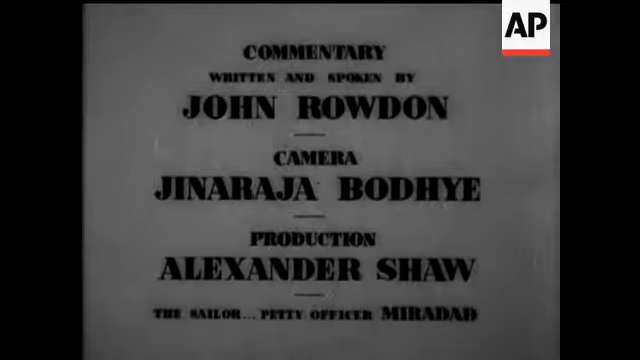 AP
COMMENTARY
WRITTEN AND SPOKEN BY
JOHN ROWDON
CAMERA
JINARAJA BODHYE
PRODUCTION
ALEXANDER SHAW
THE SAILOR... PETTY OFFICER MIRADAD